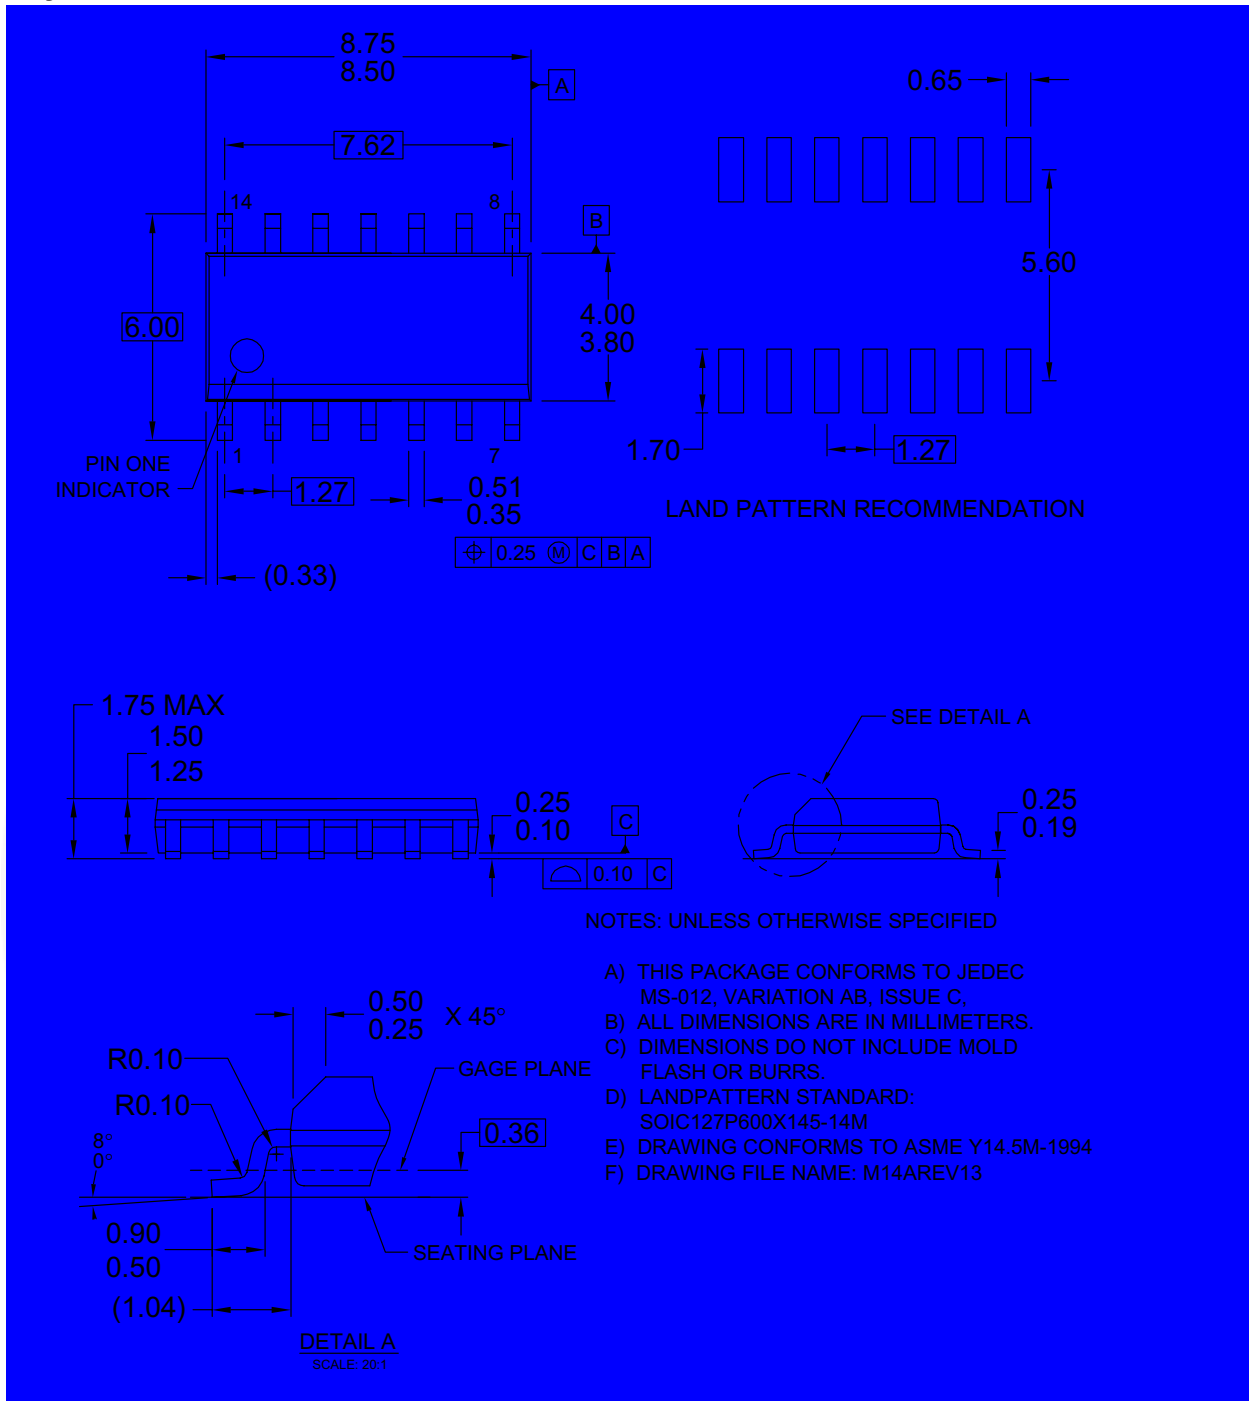 8.75
8.50
A
0.65
7.62
14
8
B
5.60
6.00
4.00
3.80
PIN ONE
INDICATOR
1
7
1.27
0.51
0.35
1.70
1.27
LAND PATTERN RECOMMENDATION
⌖ 0.25 Ⓜ C B A
(0.33)
1.75 MAX
1.50
1.25
SEE DETAIL A
0.25
0.10
C
0.25
0.19
⌓ 0.10 C
NOTES: UNLESS OTHERWISE SPECIFIED
A) THIS PACKAGE CONFORMS TO JEDEC
MS-012, VARIATION AB, ISSUE C,
B) ALL DIMENSIONS ARE IN MILLIMETERS.
C) DIMENSIONS DO NOT INCLUDE MOLD
FLASH OR BURRS.
D) LANDPATTERN STANDARD:
SOIC127P600X145-14M
E) DRAWING CONFORMS TO ASME Y14.5M-1994
F) DRAWING FILE NAME: M14AREV13
0.50
0.25
X 45°
R0.10
GAGE PLANE
R0.10
0.36
8°
0°
0.90
0.50
SEATING PLANE
(1.04)
DETAIL A
SCALE: 20:1